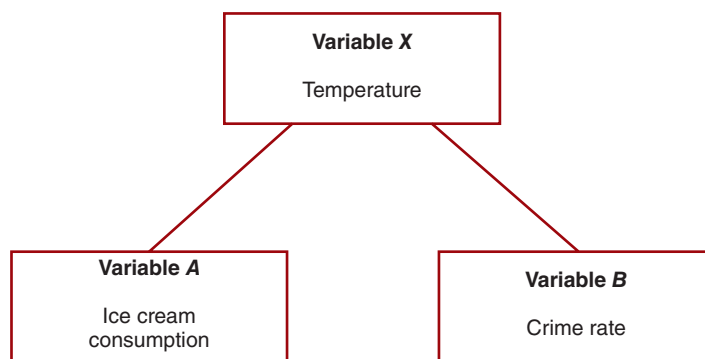 Variable X
Temperature
Variable A
Ice cream
consumption
Variable B
Crime rate